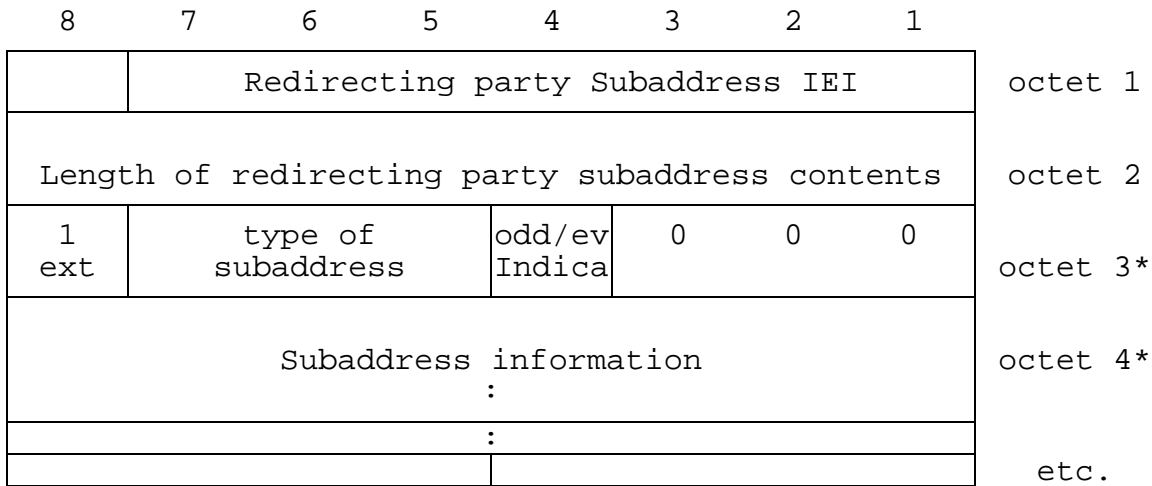 8 7 6 5 4 3 2 1
Redirecting party Subaddress IEI octet 1
Length of redirecting party subaddress contents octet 2
1 type of odd/ev 0 0 0
ext subaddress Indica octet 3*
Subaddress information octet 4*
:
:
etc.